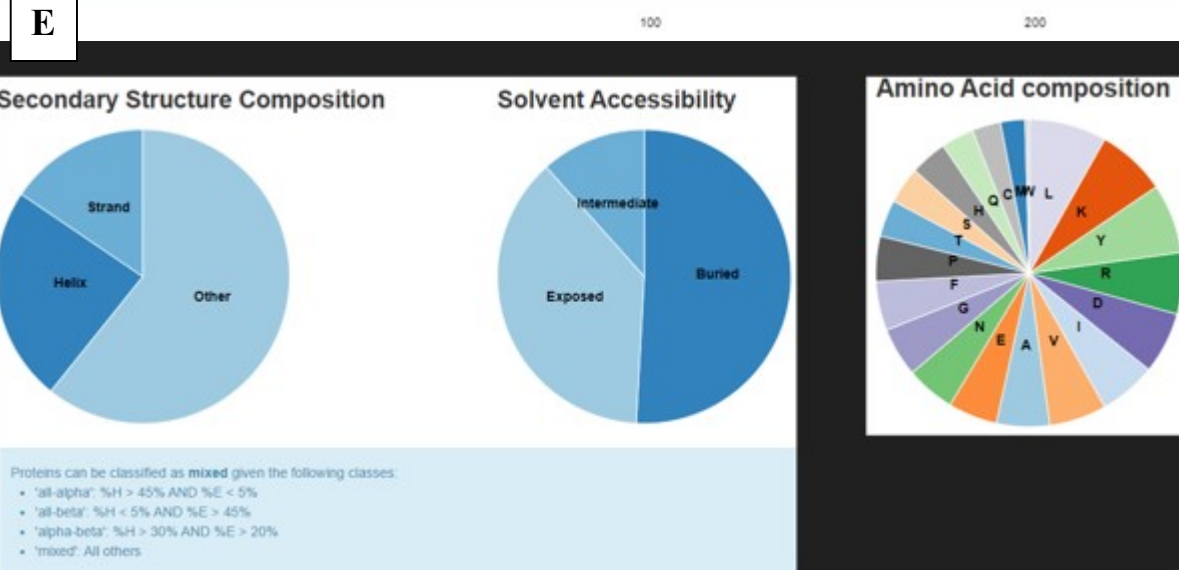 E
100
200
Secondary Structure Composition
Solvent Accessibility
Amino Acid composition
Strand
Helix
Other
Intermediate
Exposed
Buried
L
K
Y
R
D
I
V
A
E
N
G
F
P
T
S
H
Q
C
M
W
Proteins can be classified as mixed given the following classes:
• 'all-alpha': %H > 45% AND %E < 5%
• 'all-beta': %H < 5% AND %E > 45%
• 'alpha-beta': %H > 30% AND %E > 20%
• 'mixed': All others